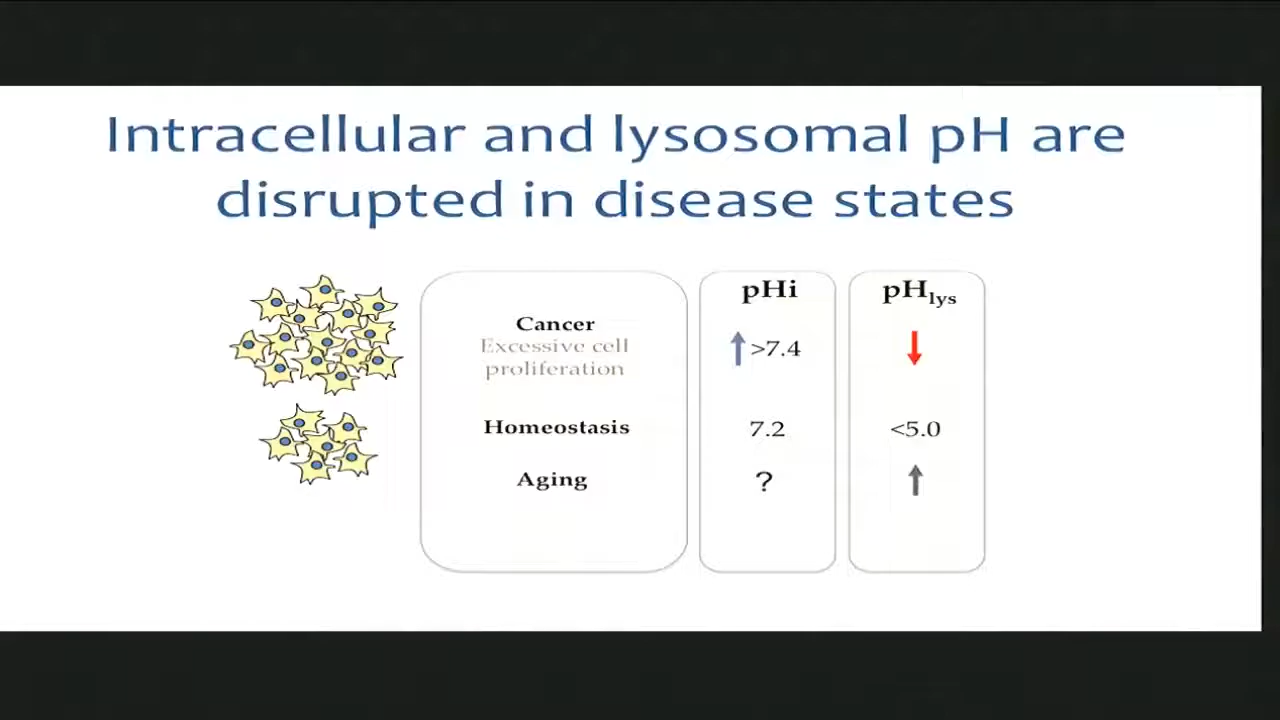 Intracellular and lysosomal pH are
disrupted in disease states
pHi
pHlys
Cancer
Excessive cell
proliferation
>7.4
Homeostasis
7.2
<5.0
Aging
?